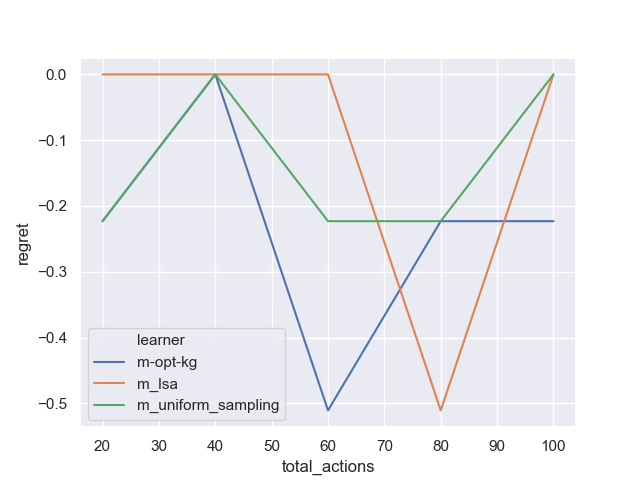 0.0
−0.1
−0.2
−0.3
−0.4
−0.5
regret
learner
m-opt-kg
m_lsa
m_uniform_sampling
20 30 40 50 60 70 80 90 100
total_actions